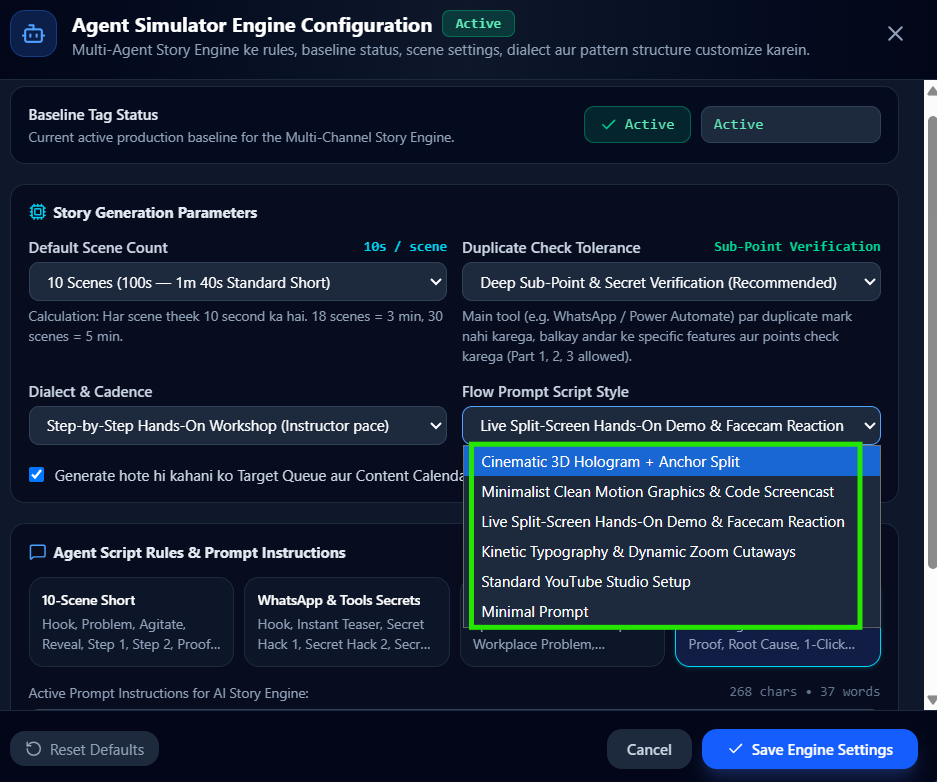 Agent Simulator Engine Configuration Active
Multi-Agent Story Engine ke rules, baseline status, scene settings, dialect aur pattern structure customize karein.
Baseline Tag Status
Current active production baseline for the Multi-Channel Story Engine.
Active
Active
Story Generation Parameters
Default Scene Count
10s / scene
10 Scenes (100s — 1m 40s Standard Short)
Calculation: Har scene theek 10 second ka hai. 18 scenes = 3 min, 30
scenes = 5 min.
Duplicate Check Tolerance
Sub-Point Verification
Deep Sub-Point & Secret Verification (Recommended)
Main tool (e.g. WhatsApp / Power Automate) par duplicate mark
nahi karega, balkay andar ke specific features aur points check
karega (Part 1, 2, 3 allowed).
Dialect & Cadence
Step-by-Step Hands-On Workshop (Instructor pace)
Flow Prompt Script Style
Live Split-Screen Hands-On Demo & Facecam Reaction
Cinematic 3D Hologram + Anchor Split
Minimalist Clean Motion Graphics & Code Screencast
Live Split-Screen Hands-On Demo & Facecam Reaction
Kinetic Typography & Dynamic Zoom Cutaways
Standard YouTube Studio Setup
Minimal Prompt
Generate hote hi kahani ko Target Queue aur Content Calenda
Agent Script Rules & Prompt Instructions
10-Scene Short
Hook, Problem, Agitate,
Reveal, Step 1, Step 2, Proof...
WhatsApp & Tools Secrets
Hook, Instant Teaser, Secret
Hack 1, Secret Hack 2, Secr...
Workplace Problem,...
Proof, Root Cause, 1-Click...
Active Prompt Instructions for AI Story Engine:
268 chars • 37 words
Reset Defaults
Cancel
Save Engine Settings